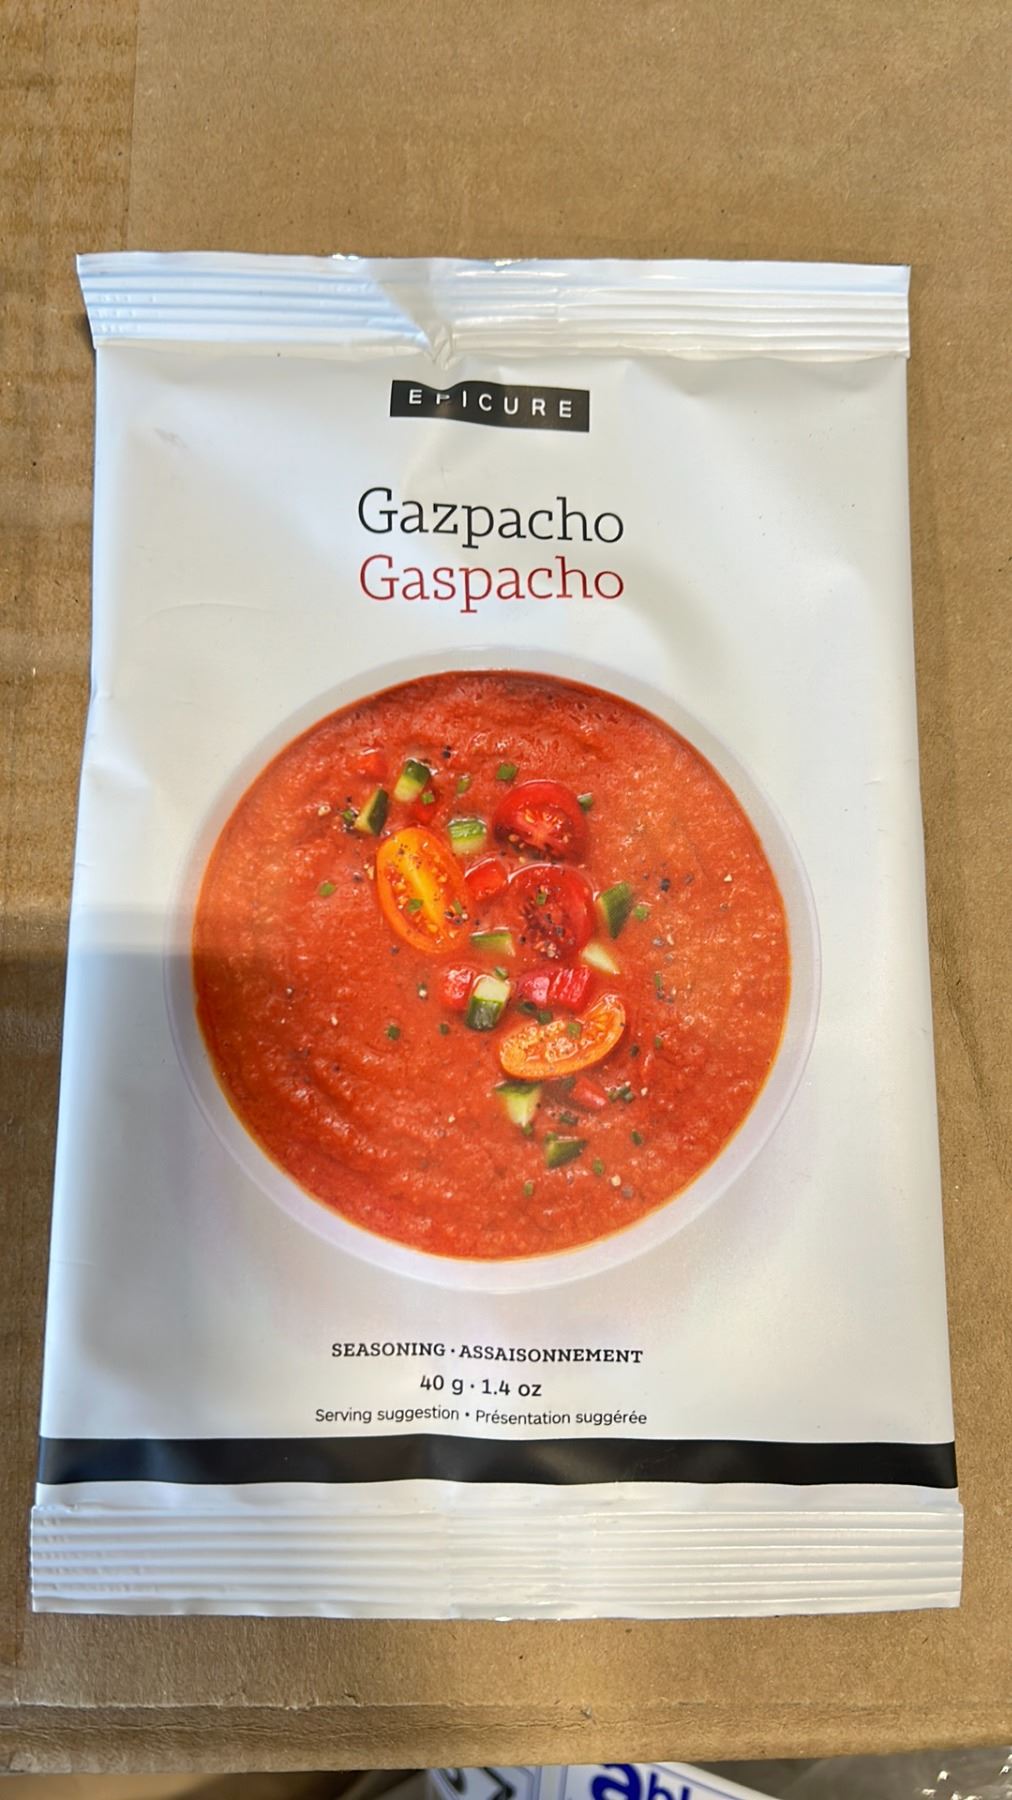 EPICURE
Gazpacho
Gaspacho
SEASONING · ASSAISONNEMENT
40 g · 1.4 oz
Serving suggestion • Présentation suggérée